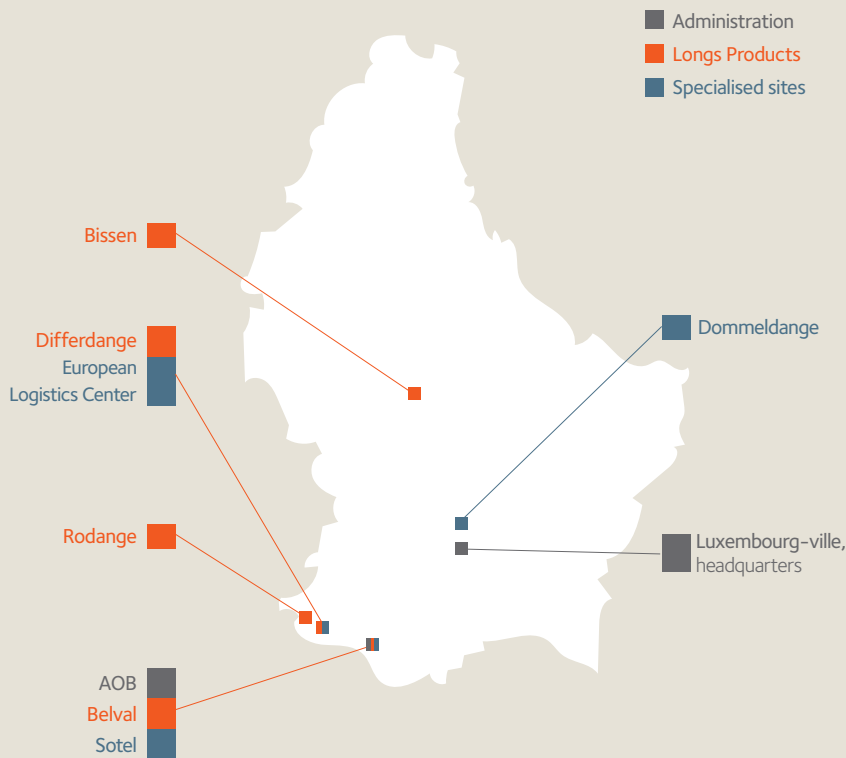 Administration
Longs Products
Specialised sites
Bissen
Differdange
European
Logistics Center
Dommeldange
Rodange
Luxembourg-ville,
headquarters
AOB
Belval
Sotel